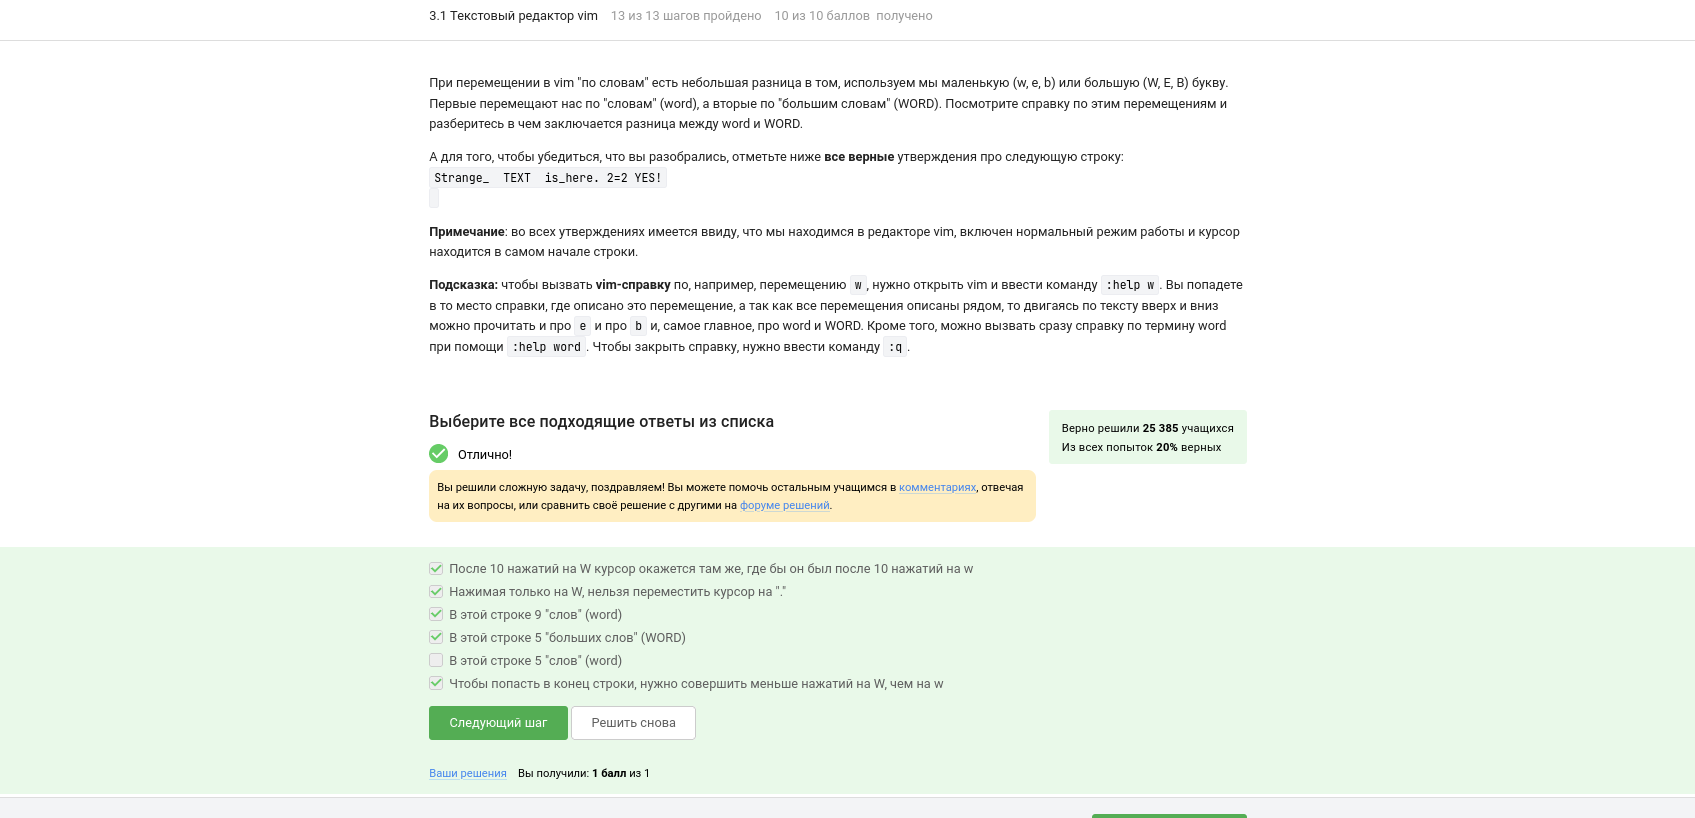 3.1 Текстовый редактор vim 13 из 13 шагов пройдено 10 из 10 баллов получено
При перемещении в vim "по словам" есть небольшая разница в том, используем мы маленькую (w, e, b) или большую (W, E, B) букву.
Первые перемещают нас по "словам" (word), а вторые по "большим словам" (WORD). Посмотрите справку по этим перемещениям и
разберитесь в чем заключается разница между word и WORD.
А для того, чтобы убедиться, что вы разобрались, отметьте ниже все верные утверждения про следующую строку:
Strange_  TEXT  is_here. 2=2 YES!
Примечание: во всех утверждениях имеется ввиду, что мы находимся в редакторе vim, включен нормальный режим работы и курсор
находится в самом начале строки.
Подсказка: чтобы вызвать vim-справку по, например, перемещению w, нужно открыть vim и ввести команду :help w. Вы попадете
в то место справки, где описано это перемещение, а так как все перемещения описаны рядом, то двигаясь по тексту вверх и вниз
можно прочитать и про e и про b и, самое главное, про word и WORD. Кроме того, можно вызвать сразу справку по термину word
при помощи :help word. Чтобы закрыть справку, нужно ввести команду :q.
Выберите все подходящие ответы из списка
Верно решили 25 385 учащихся
Из всех попыток 20% верных
Отлично!
Вы решили сложную задачу, поздравляем! Вы можете помочь остальным учащимся в комментариях, отвечая
на их вопросы, или сравнить своё решение с другими на форуме решений.
После 10 нажатий на W курсор окажется там же, где бы он был после 10 нажатий на w
Нажимая только на W, нельзя переместить курсор на "."
В этой строке 9 "слов" (word)
В этой строке 5 "больших слов" (WORD)
В этой строке 5 "слов" (word)
Чтобы попасть в конец строки, нужно совершить меньше нажатий на W, чем на w
Следующий шаг Решить снова
Ваши решения Вы получили: 1 балл из 1